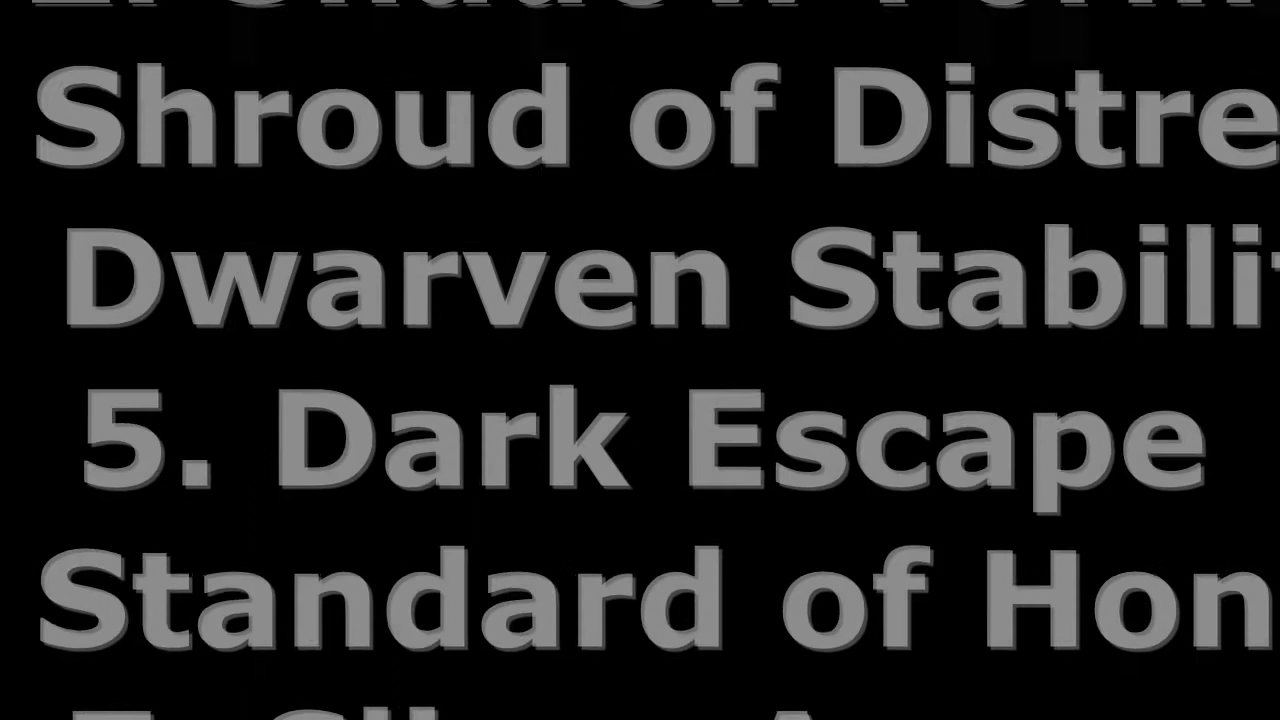 Shroud of Distre
Dwarven Stabili
5. Dark Escape
Standard of Hon